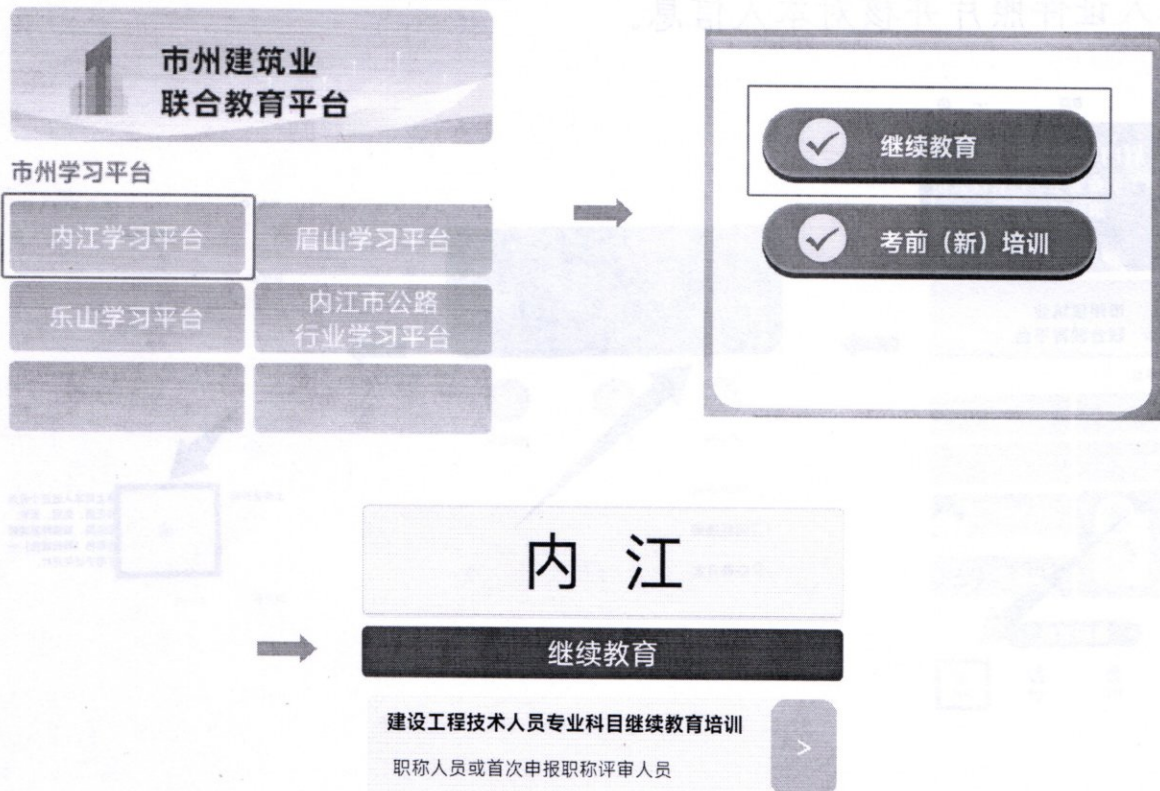 市州建筑业
联合教育平台
市州学习平台
内江学习平台
眉山学习平台
乐山学习平台
内江市公路
行业学习平台
继续教育
考前（新）培训
内 江
继续教育
建设工程技术人员专业科目继续教育培训
>
职称人员或首次申报职称评审人员